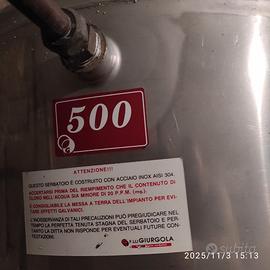 500
ATTENZIONE!!!
QUESTO SERBATOIO È COSTRUITO CON ACCIAIO INOX AISI 304.
ACCERTARSI PRIMA DEL RIEMPIMENTO CHE IL CONTENUTO DI
CLORO NELL'ACQUA SIA MINORE DI 20 P.P.M. (mg).
È CONSIGLIABILE LA MESSA A TERRA DELL'IMPIANTO PER EVI-
TARE EFFETTI GALVANICI.
L'INOSSERVANZA DI TALI PRECAUZIONI PUÒ PREGIUDICARE NEL
TEMPO LA PERFETTA TENUTA STAGNA DEL SERBATOIO E PER-
TANTO LA DITTA NON RISPONDE PER EVENTUALI FUTURE CON-
TESTAZIONI.
F.LLI GIURGOLA
2025/11/3 15:13
subito